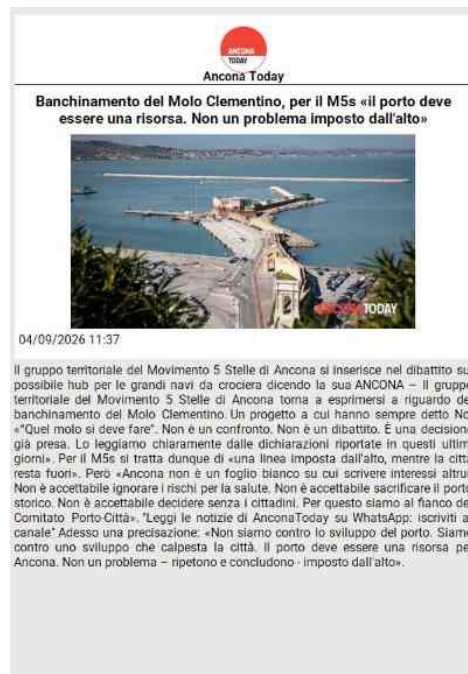 ANCONA
TODAY
Ancona Today
Banchinamento del Molo Clementino, per il M5s «il porto deve
essere una risorsa. Non un problema imposto dall'alto»
ANCONA TODAY
04/09/2026 11:37
Il gruppo territoriale del Movimento 5 Stelle di Ancona si inserisce nel dibattito su
possibile hub per le grandi navi da crociera dicendo la sua ANCONA – Il gruppo
territoriale del Movimento 5 Stelle di Ancona torna a esprimersi a riguardo de
banchinamento del Molo Clementino. Un progetto a cui hanno sempre detto No
«"Quel molo si deve fare". Non è un confronto. Non è un dibattito. È una decisione
già presa. Lo leggiamo chiaramente dalle dichiarazioni riportate in questi ultim
giorni». Per il M5s si tratta dunque di «una linea imposta dall'alto, mentre la citt
resta fuori». Però «Ancona non è un foglio bianco su cui scrivere interessi altru
Non è accettabile ignorare i rischi per la salute. Non è accettabile sacrificare il porto
storico. Non è accettabile decidere senza i cittadini. Per questo siamo al fianco de
Comitato Porto-Città». "Leggi le notizie di AnconaToday su WhatsApp: iscriviti a
canale" Adesso una precisazione: «Non siamo contro lo sviluppo del porto. Siamo
contro uno sviluppo che calpesta la città. Il porto deve essere una risorsa pe
Ancona. Non un problema – ripetono e concludono - imposto dall'alto».